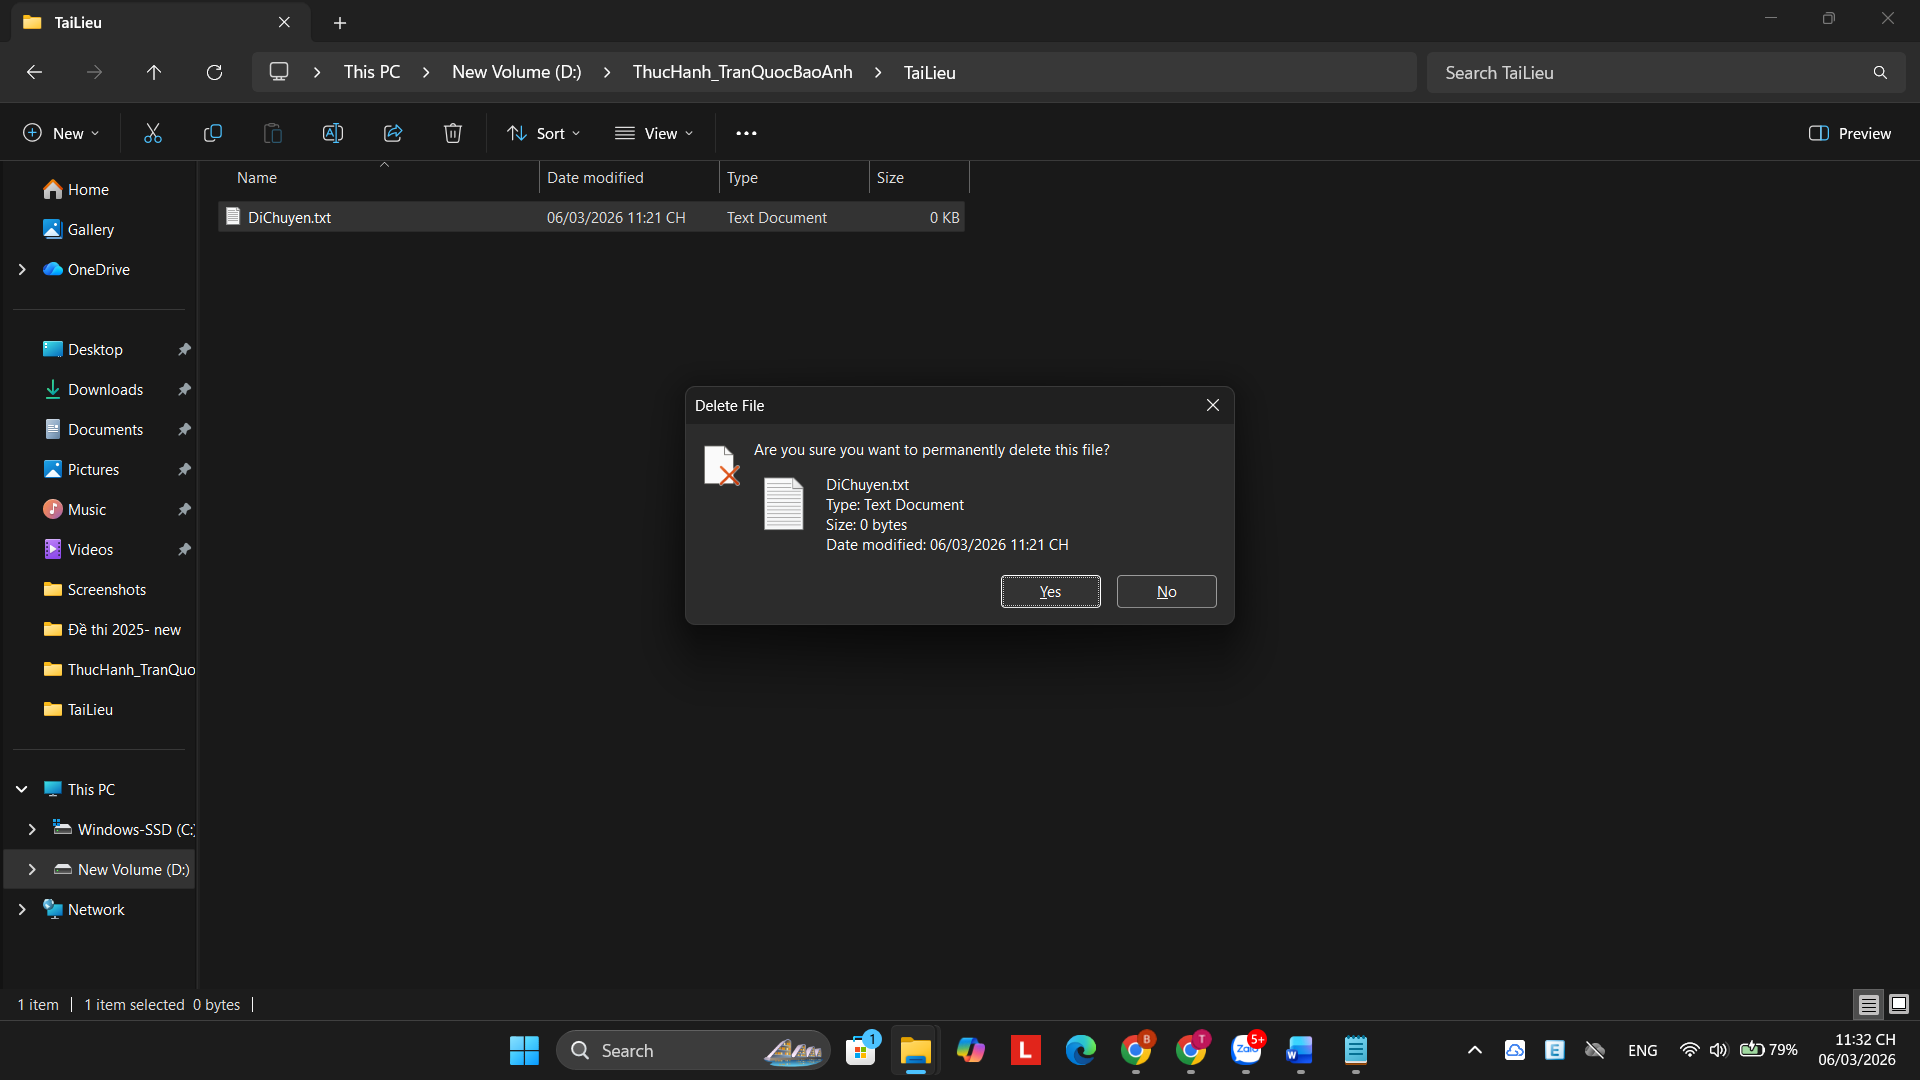 TaiLieu
This PC
New Volume (D:)
ThucHanh_TranQuocBaoAnh
TaiLieu
Search TaiLieu
New
Sort
View
Preview
Name
Date modified
Type
Size
DiChuyen.txt
06/03/2026 11:21 CH
Text Document
0 KB
Home
Gallery
OneDrive
Desktop
Downloads
Documents
Pictures
Music
Videos
Screenshots
Đề thi 2025- new
ThucHanh_TranQuo
TaiLieu
This PC
Windows-SSD (C:)
New Volume (D:)
Network
Delete File
Are you sure you want to permanently delete this file?
DiChuyen.txt
Type: Text Document
Size: 0 bytes
Date modified: 06/03/2026 11:21 CH
Yes
No
1 item
1 item selected 0 bytes
Search
1
L
B
T
Zalo
5+
W
E
ENG
79%
11:32 CH
06/03/2026